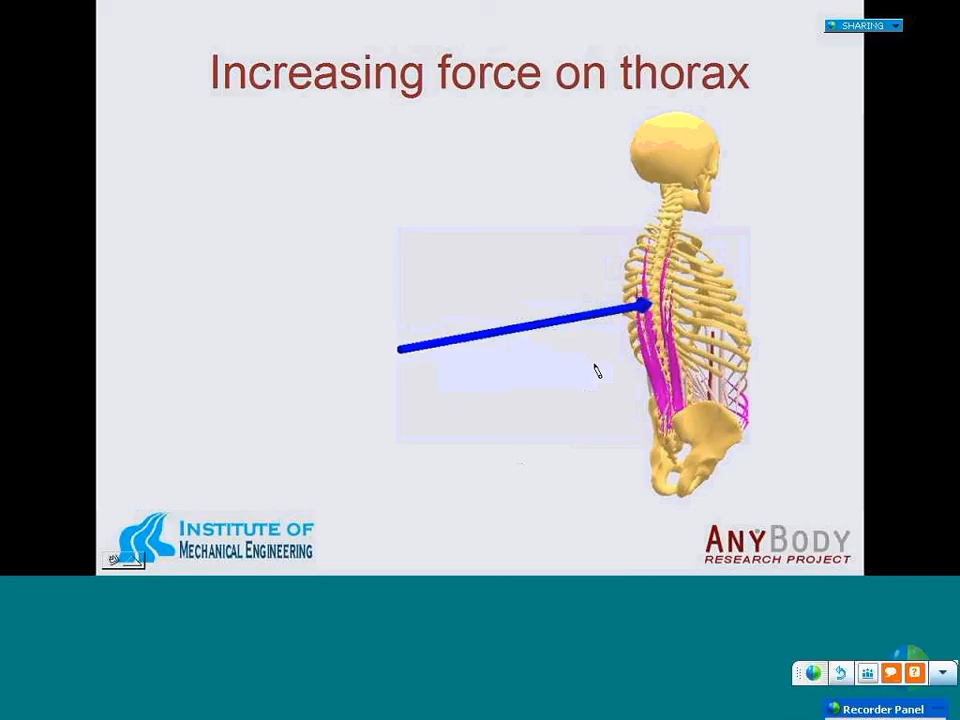 SHARING
Increasing force on thorax
INSTITUTE OF
MECHANICAL ENGINEERING
ANYBODY
RESEARCH PROJECT
Recorder Panel